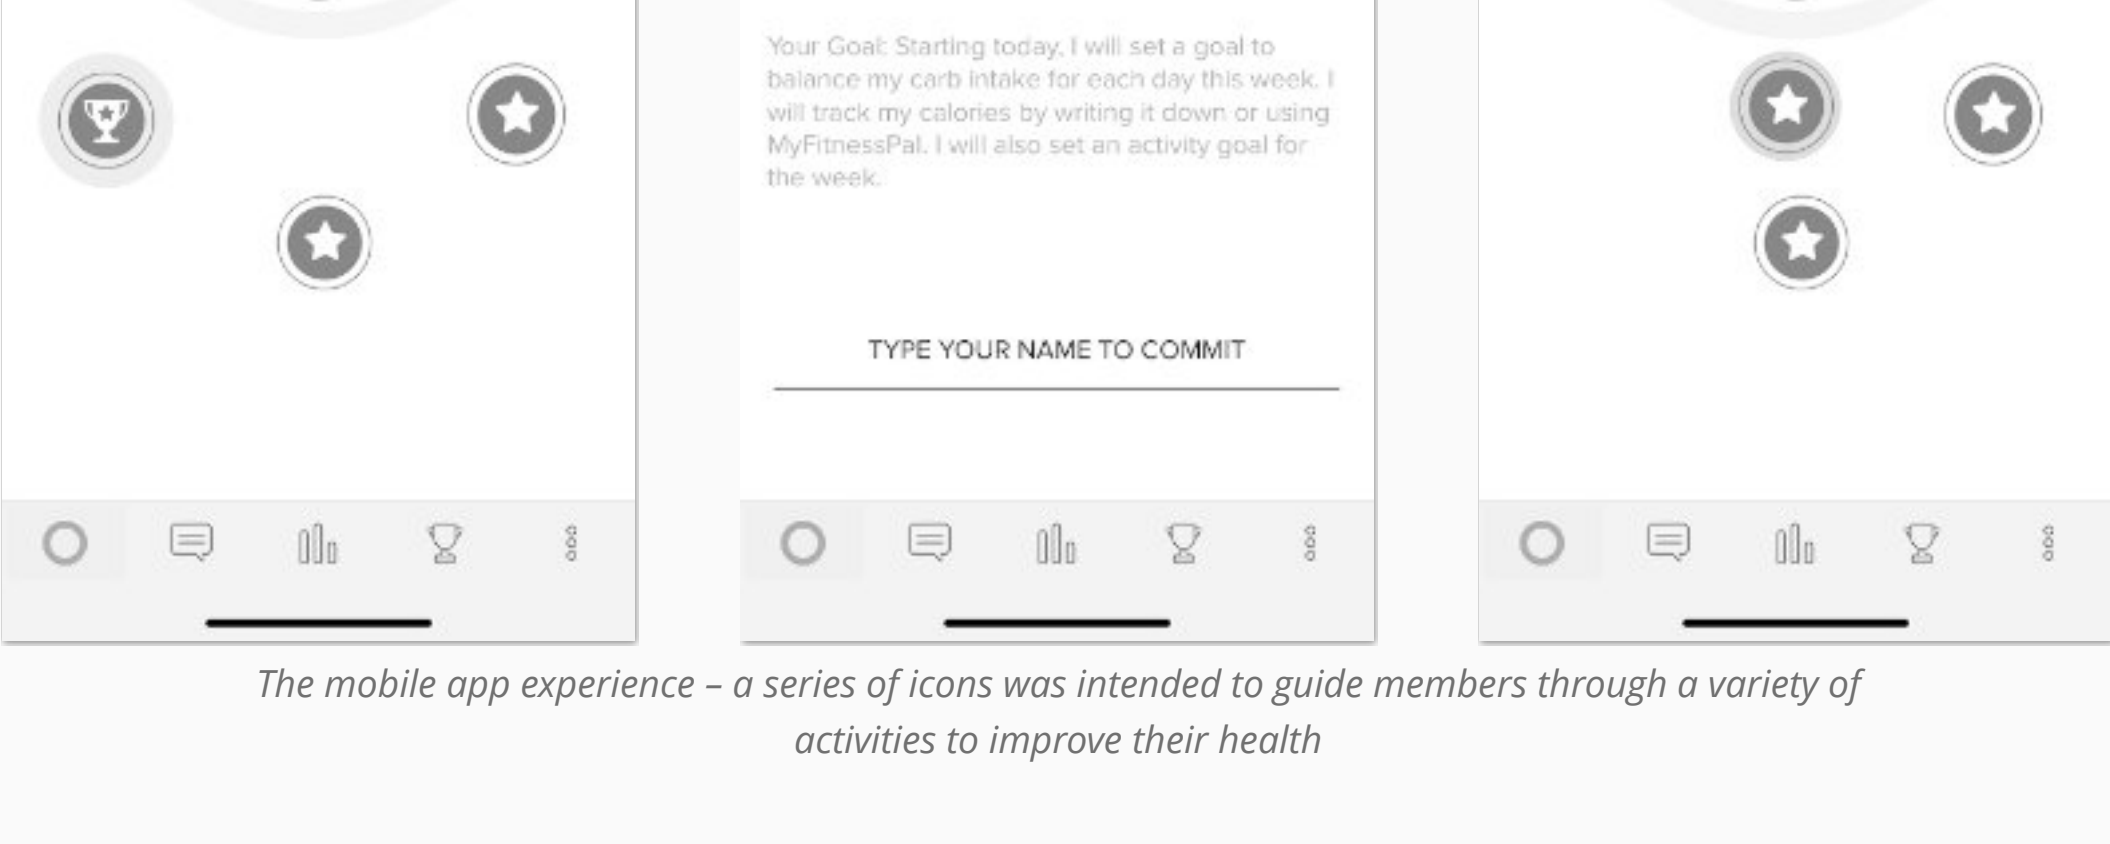 Your Goal: Starting today, I will set a goal to
balance my carb intake for each day this week. I
will track my calories by writing it down or using
MyFitnessPal. I will also set an activity goal for
the week.
TYPE YOUR NAME TO COMMIT
The mobile app experience – a series of icons was intended to guide members through a variety of
activities to improve their health